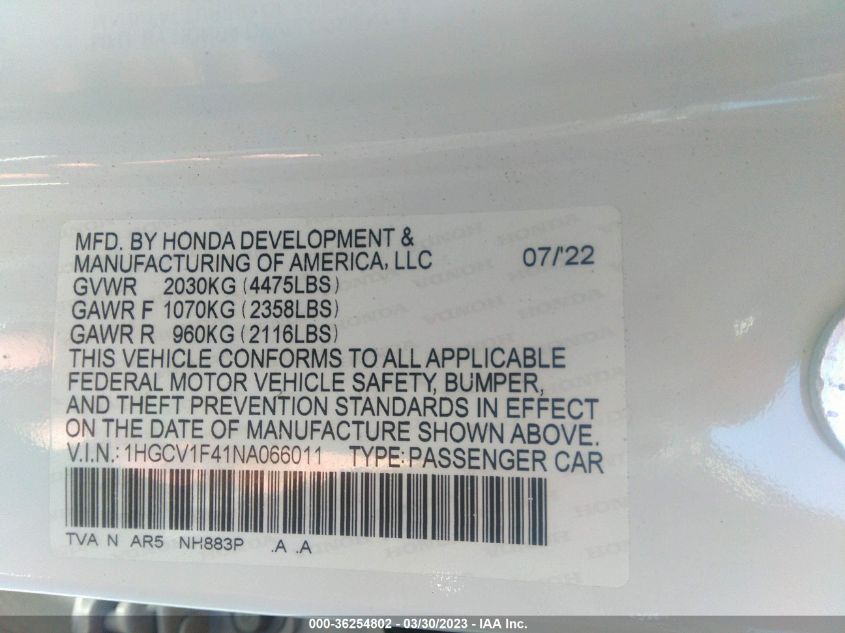 MFD. BY HONDA DEVELOPMENT &
MANUFACTURING OF AMERICA, LLC 07/'22
GVWR 2030KG (4475LBS)
GAWR F 1070KG (2358LBS)
GAWR R 960KG (2116LBS)
THIS VEHICLE CONFORMS TO ALL APPLICABLE
FEDERAL MOTOR VEHICLE SAFETY, BUMPER,
AND THEFT PREVENTION STANDARDS IN EFFECT
ON THE DATE OF MANUFACTURE SHOWN ABOVE.
V.I.N.: 1HGCV1F41NA066011 TYPE: PASSENGER CAR
TVA N AR5 NH883P .A .A
000-36254802 / 03/30/2023 - IAA Inc.